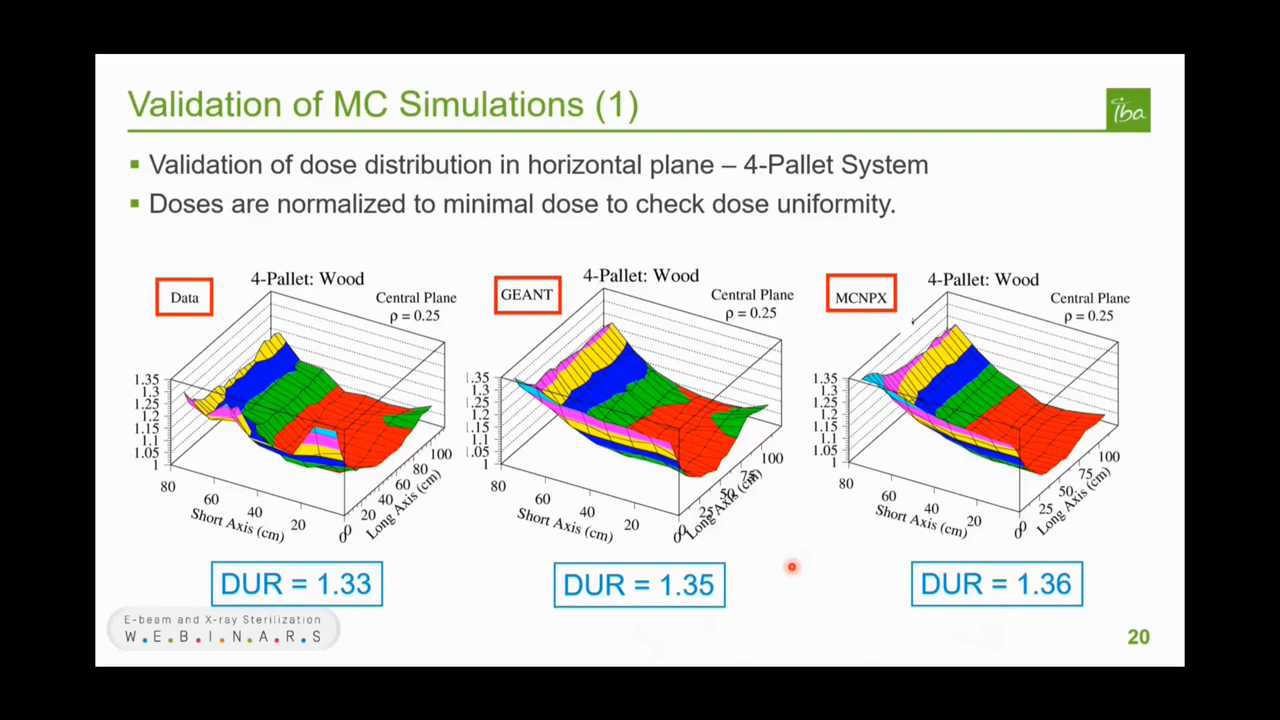 Validation of MC Simulations (1)
iba
▪ Validation of dose distribution in horizontal plane – 4-Pallet System
▪ Doses are normalized to minimal dose to check dose uniformity.
Data
4-Pallet: Wood
Central Plane
ρ = 0.25
1.35
1.3
1.25
1.2
1.15
1.1
1.05
1
80
60
40
20
0
Short Axis (cm)
0
20
40
60
80
100
Long Axis (cm)
DUR = 1.33
GEANT
4-Pallet: Wood
Central Plane
ρ = 0.25
1.35
1.3
1.25
1.2
1.15
1.1
1.05
1
80
60
40
20
0
Short Axis (cm)
0
25
50
75
100
Long Axis (cm)
DUR = 1.35
MCNPX
4-Pallet: Wood
Central Plane
ρ = 0.25
1.35
1.3
1.25
1.2
1.15
1.1
1.05
1
80
60
40
20
0
Short Axis (cm)
0
25
50
75
100
Long Axis (cm)
DUR = 1.36
E-beam and X-ray Sterilization
W.E.B.I.N.A.R.S
20